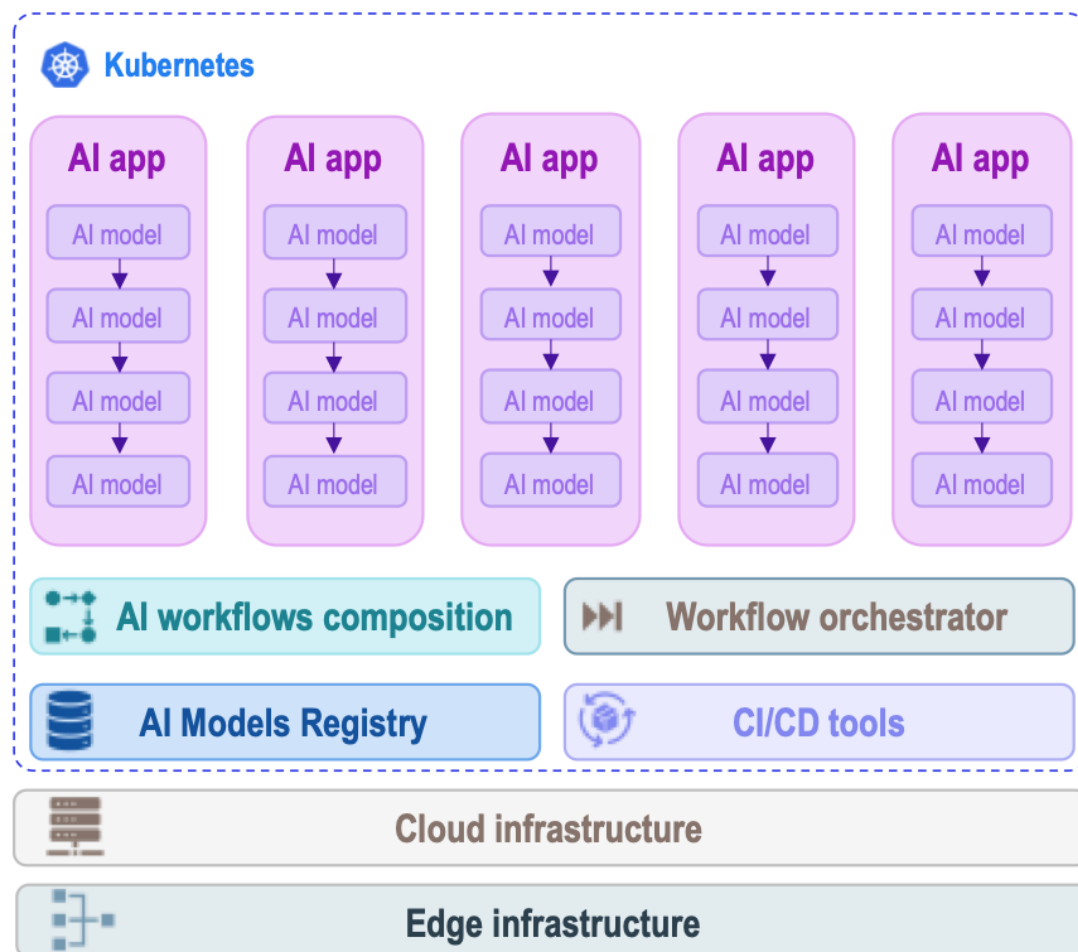 Kubernetes
AI app AI app AI app AI app AI app
AI model AI model AI model AI model AI model
AI model AI model AI model AI model AI model
AI model AI model AI model AI model AI model
AI model AI model AI model AI model AI model
AI workflows composition Workflow orchestrator
AI Models Registry CI/CD tools
Cloud infrastructure
Edge infrastructure